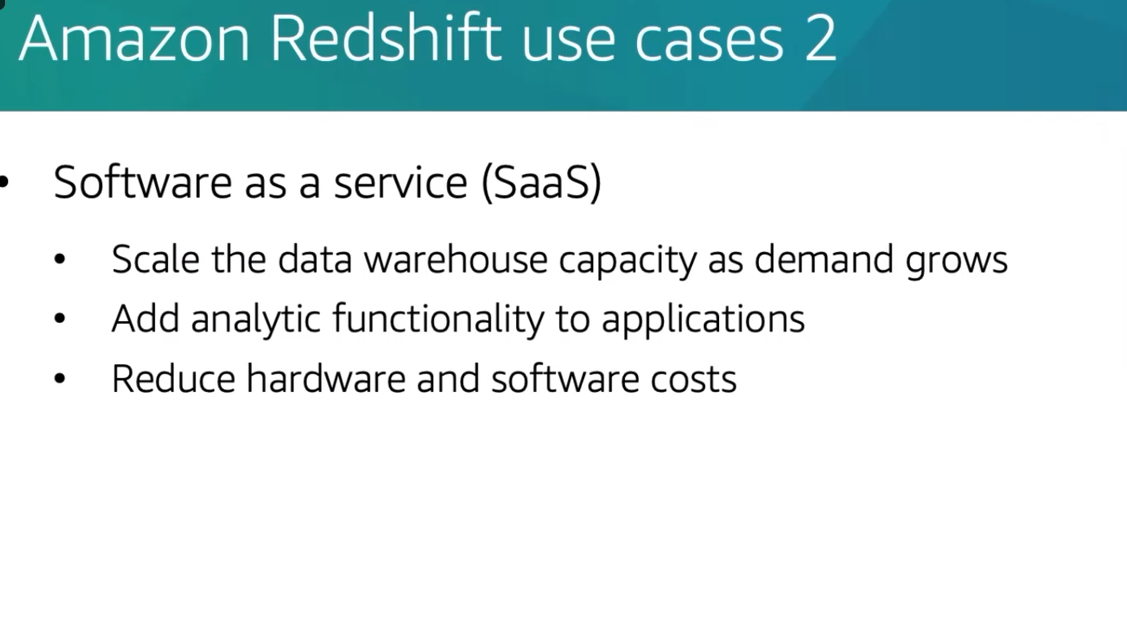 Amazon Redshift use cases 2
• Software as a service (SaaS)
• Scale the data warehouse capacity as demand grows
• Add analytic functionality to applications
• Reduce hardware and software costs